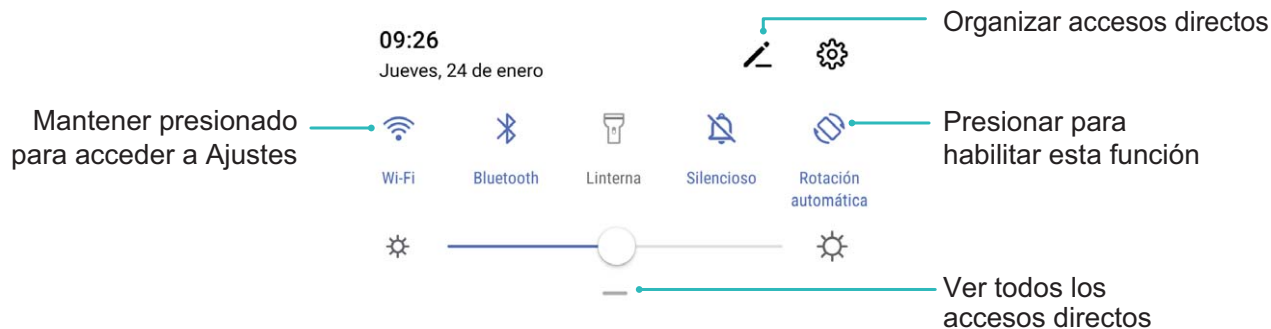 Organizar accesos directos
09:26
Jueves, 24 de enero
Mantener presionado
para acceder a Ajustes
Presionar para
habilitar esta función
Wi-Fi
Bluetooth
Linterna
Silencioso
Rotación
automática
Ver todos los
accesos directos